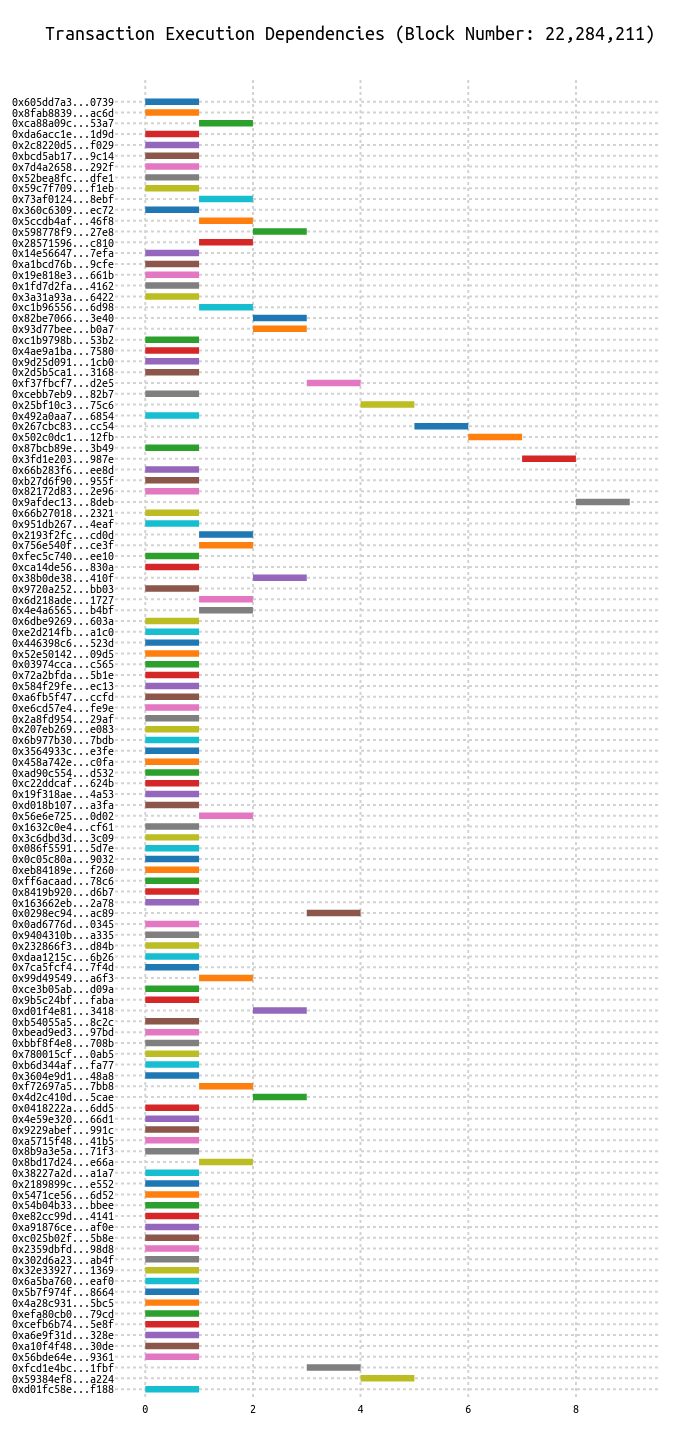 Transaction Execution Dependencies (Block Number: 22,284,211)
0x605dd7a3...0739
0x8fab8839...ac6d
0xca88a09c...53a7
0xda6acc1e...1d9d
0x2c8220d5...f029
0xbcd5ab17...9c14
0x7d4a2658...292f
0x52bea8fc...dfe1
0x59c7f709...f1eb
0x73af0124...8ebf
0x360c6309...ec72
0x5ccdb4af...46f8
0x598778f9...27e8
0x28571596...c810
0x14e56647...7efa
0xa1bcd76b...9cfe
0x19e818e3...661b
0x1fd7d2fa...4162
0x3a31a93a...6422
0xc1b96556...6d98
0x82be7066...3e40
0x93d77bee...b0a7
0xc1b9798b...53b2
0x4ae9a1ba...7580
0x9d25d091...1cb0
0x2d5b5ca1...3168
0xf37fbcf7...d2e5
0xcebb7eb9...82b7
0x25bf10c3...75c6
0x492a0aa7...6854
0x267cbc83...cc54
0x502c0dc1...12fb
0x87bcb89e...3b49
0x3fd1e203...987e
0x66b283f6...ee8d
0xb27d6f90...955f
0x82172d83...2e96
0x9afdec13...8deb
0x66b27018...2321
0x951db267...4eaf
0x2193f2fc...cd0d
0x756e540f...ce3f
0xfec5c740...ee10
0xca14de56...830a
0x38b0de38...410f
0x9720a252...bb03
0x6d218ade...1727
0x4e4a6565...b4bf
0x6dbe9269...603a
0xe2d214fb...a1c0
0x446398c6...523d
0x52e50142...09d5
0x03974cca...c565
0x72a2bfda...5b1e
0x584f29fe...ec13
0xa6fb5f47...ccfd
0xe6cd57e4...fe9e
0x2a8fd954...29af
0x207eb269...e083
0x6b977b30...7bdb
0x3564933c...e3fe
0x458a742e...c0fa
0xad90c554...d532
0xc22ddcaf...624b
0x19f318ae...4a53
0xd018b107...a3fa
0x56e6e725...0d02
0x1632c0e4...cf61
0x3c6dbd3d...3c09
0x086f5591...5d7e
0x0c05c80a...9032
0xeb84189e...f260
0xff6acaad...78c6
0x8419b920...d6b7
0x163662eb...2a78
0x0298ec94...ac89
0x0ad6776d...0345
0x9404310b...a335
0x232866f3...d84b
0xdaa1215c...6b26
0x7ca5fcf4...7f4d
0x99d49549...a6f3
0xce3b05ab...d09a
0x9b5c24bf...faba
0xd01f4e81...3418
0xb54055a5...8c2c
0xbead9ed3...97bd
0xbbf8f4e8...708b
0x780015cf...0ab5
0xb6d344af...fa77
0x3604e9d1...48a8
0xf72697a5...7bb8
0x4d2c410d...5cae
0x0418222a...6dd5
0x4e59e320...66d1
0x9229abef...991c
0xa5715f48...41b5
0x8b9a3e5a...71f3
0x8bd17d24...e66a
0x38227a2d...a1a7
0x2189899c...e552
0x5471ce56...6d52
0x54b04b33...bbee
0xe82cc99d...4141
0xa91876ce...af0e
0xc025b02f...5b8e
0x2359dbfd...98d8
0x302d6a23...ab4f
0x32e33927...1369
0x6a5ba760...eaf0
0x5b7f974f...8664
0x4a28c931...5bc5
0xefa80cb0...79cd
0xcefb6b74...5e8f
0xa6e9f31d...328e
0xa10f4f48...30de
0x56bde64e...9361
0xfcd1e4bc...1fbf
0x59384ef8...a224
0xd01fc58e...f188
0 2 4 6 8